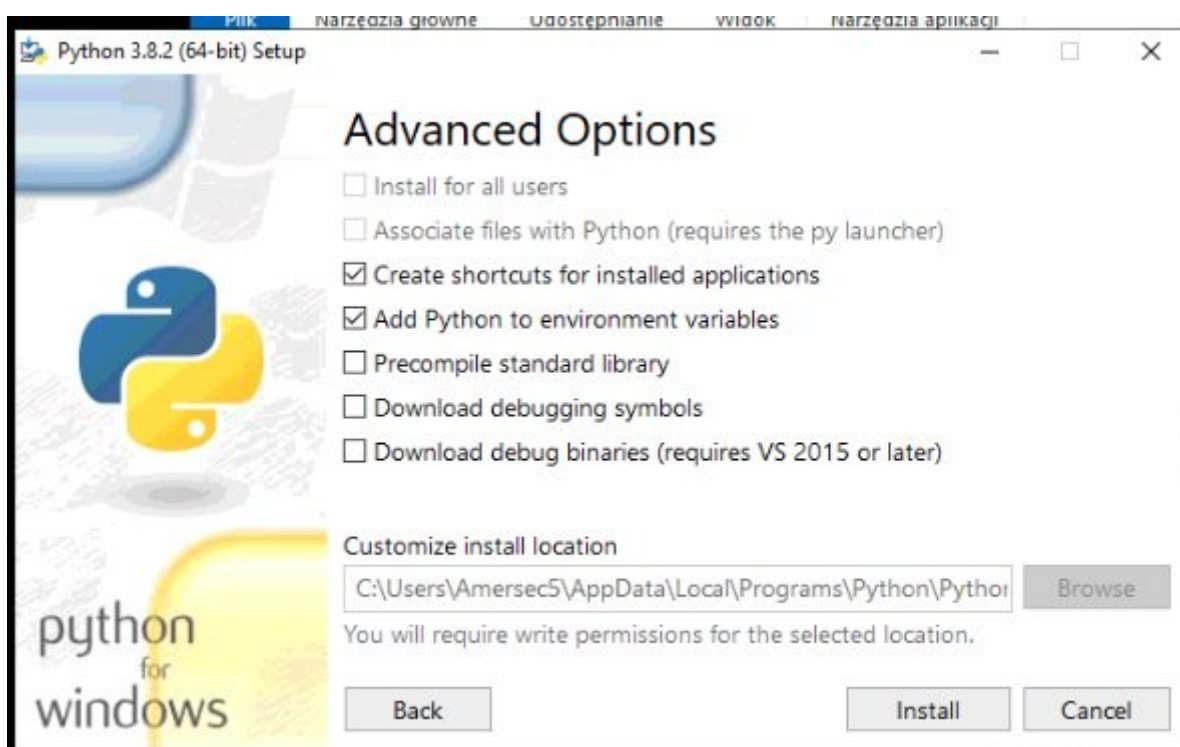 Plik Narzędzia główne Udostępnianie Widok Narzędzia aplikacji
Python 3.8.2 (64-bit) Setup
Advanced Options
Install for all users
Associate files with Python (requires the py launcher)
Create shortcuts for installed applications
Add Python to environment variables
Precompile standard library
Download debugging symbols
Download debug binaries (requires VS 2015 or later)
Customize install location
C:\Users\Amersec5\AppData\Local\Programs\Python\Pythor Browse
You will require write permissions for the selected location.
python
for
windows
Back Install Cancel